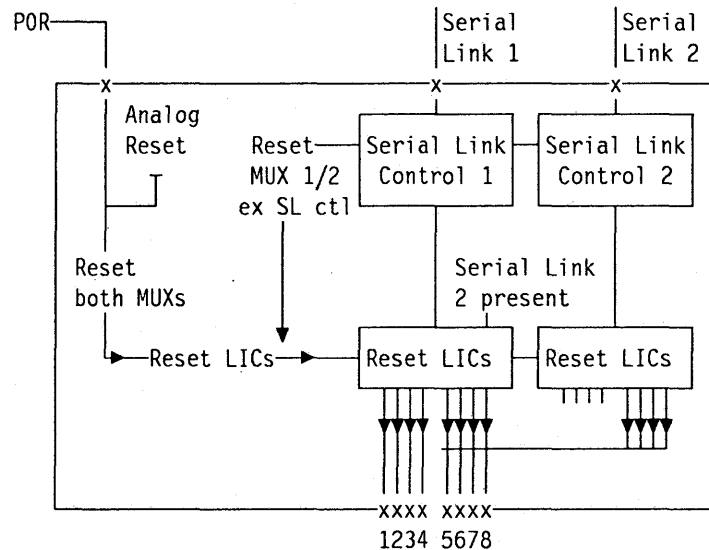 POR
Serial
Link 1
Serial
Link 2
x
x
x
Analog
Reset
Reset
MUX 1/2
ex SL ctl
Serial Link
Control 1
Serial Link
Control 2
Reset
both MUXs
Serial Link
2 present
Reset LICs
Reset LICs
Reset LICs
xxxx xxxx
1234 5678